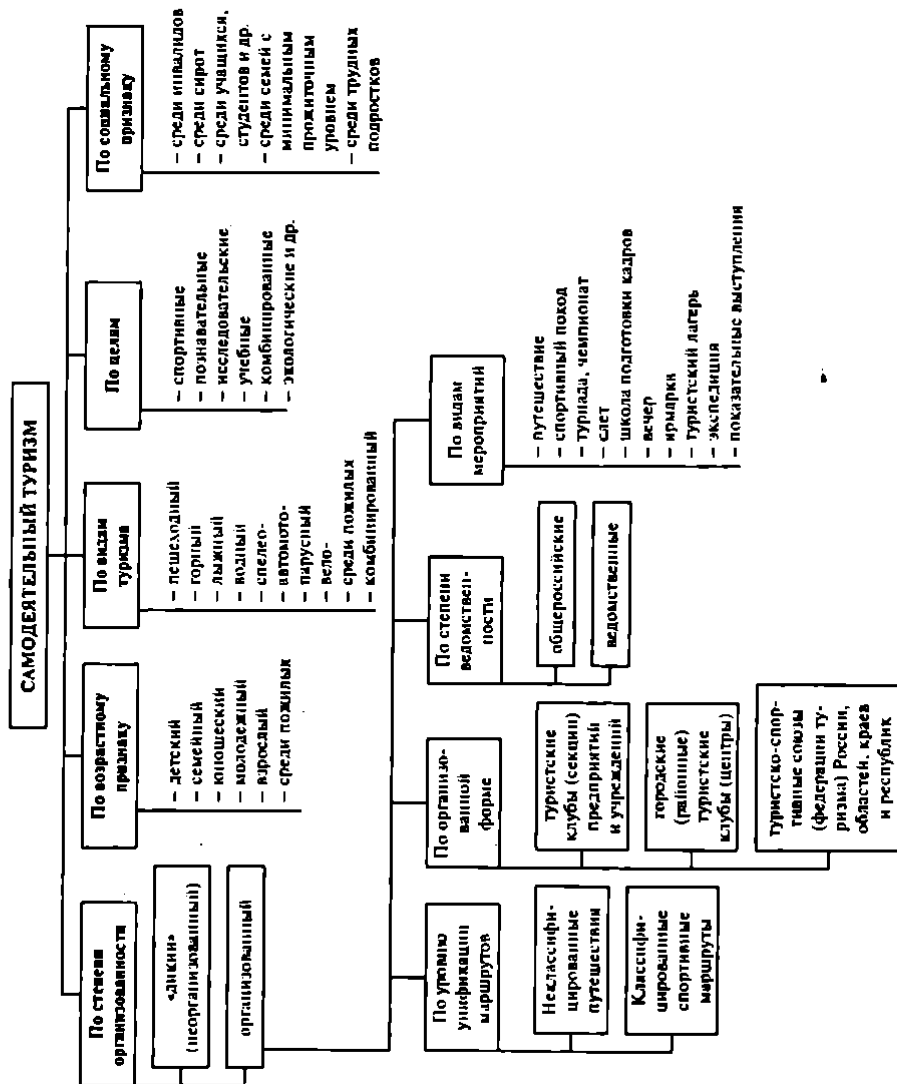 САМОДЕЯТЕЛЬНЫЙ ТУРИЗМ
По степени
организованности
«дикий»
(неорганизованный)
организованный
По возрастному
признаку
– детский
– семейный
– юношеский
– молодежный
– взрослый
– среди пожилых
По видам
туризма
– пешеходный
– горный
– лыжный
– водный
– спелео-
– автомото-
– парусный
– вело-
– среди пожилых
– комбинированный
По целям
– спортивные
– познавательные
– исследовательские
– учебные
– комбинированные
– экологические и др.
По социальному
признаку
– среди инвалидов
– среди сирот
– среди учащихся,
студентов и др.
– среди семей с
минимальным
прожиточным
уровнем
– среди трудных
подростков
По уровню
унификации
маршрутов
Неклассифи-
цированные
путешествия
Классифи-
цированные
спортивные
маршруты
По организо-
ванной
форме
туристские
клубы (секции)
предприятий
и учреждений
городские
(районные)
туристские
клубы (центры)
туристско-спор-
тивные союзы
(федерации ту-
ризма) России,
областей, краев
и республик
По степени
ведомствен-
ности
общероссийские
ведомственные
По видам
мероприятий
– путешествие
– спортивный поход
– турнада, чемпионат
– слет
– школа подготовки кадров
– вечер
– ярмарки
– туристский лагерь
– экспедиция
– показательные выступления